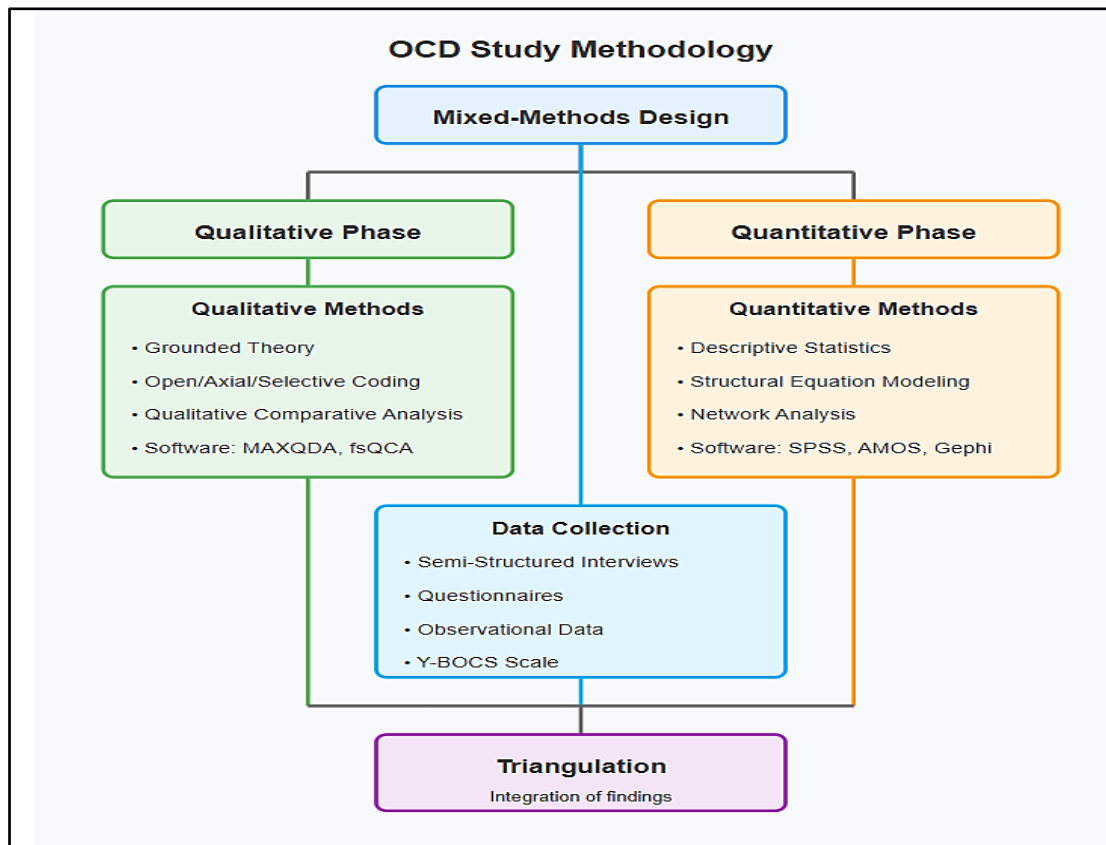 OCD Study Methodology
Mixed-Methods Design
Qualitative Phase
Quantitative Phase
Qualitative Methods
• Grounded Theory
• Open/Axial/Selective Coding
• Qualitative Comparative Analysis
• Software: MAXQDA, fsQCA
Quantitative Methods
• Descriptive Statistics
• Structural Equation Modeling
• Network Analysis
• Software: SPSS, AMOS, Gephi
Data Collection
• Semi-Structured Interviews
• Questionnaires
• Observational Data
• Y-BOCS Scale
Triangulation
Integration of findings